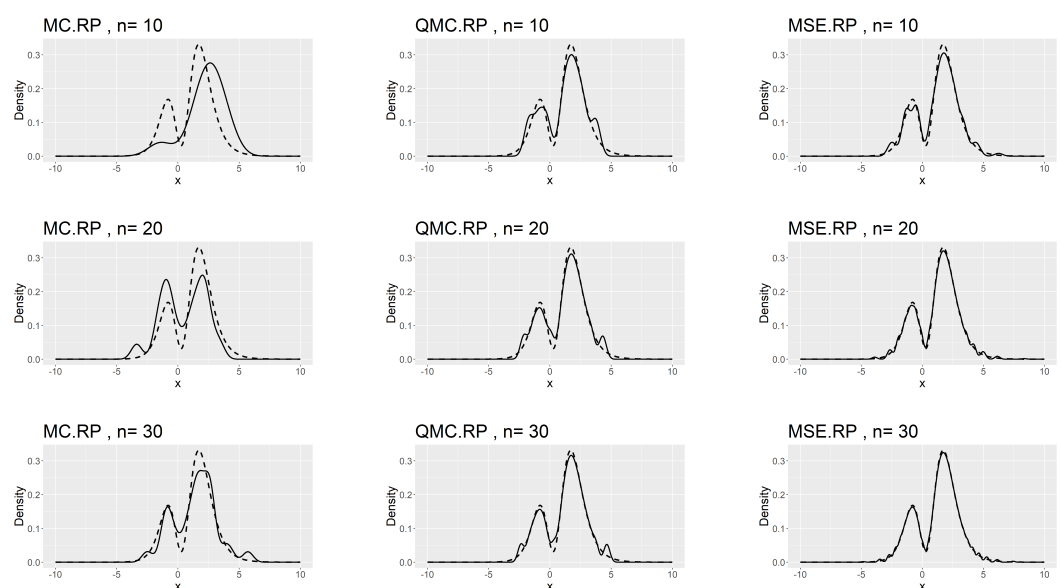 MC.RP , n= 10
QMC.RP , n= 10
MSE.RP , n= 10
Density
0.3
0.2
0.1
0.0
-10 -5 0 5 10
x
Density
0.3
0.2
0.1
0.0
-10 -5 0 5 10
x
Density
0.3
0.2
0.1
0.0
-10 -5 0 5 10
x
MC.RP , n= 20
QMC.RP , n= 20
MSE.RP , n= 20
Density
0.3
0.2
0.1
0.0
-10 -5 0 5 10
x
Density
0.3
0.2
0.1
0.0
-10 -5 0 5 10
x
Density
0.3
0.2
0.1
0.0
-10 -5 0 5 10
x
MC.RP , n= 30
QMC.RP , n= 30
MSE.RP , n= 30
Density
0.3
0.2
0.1
0.0
-10 -5 0 5 10
x
Density
0.3
0.2
0.1
0.0
-10 -5 0 5 10
x
Density
0.3
0.2
0.1
0.0
-10 -5 0 5 10
x